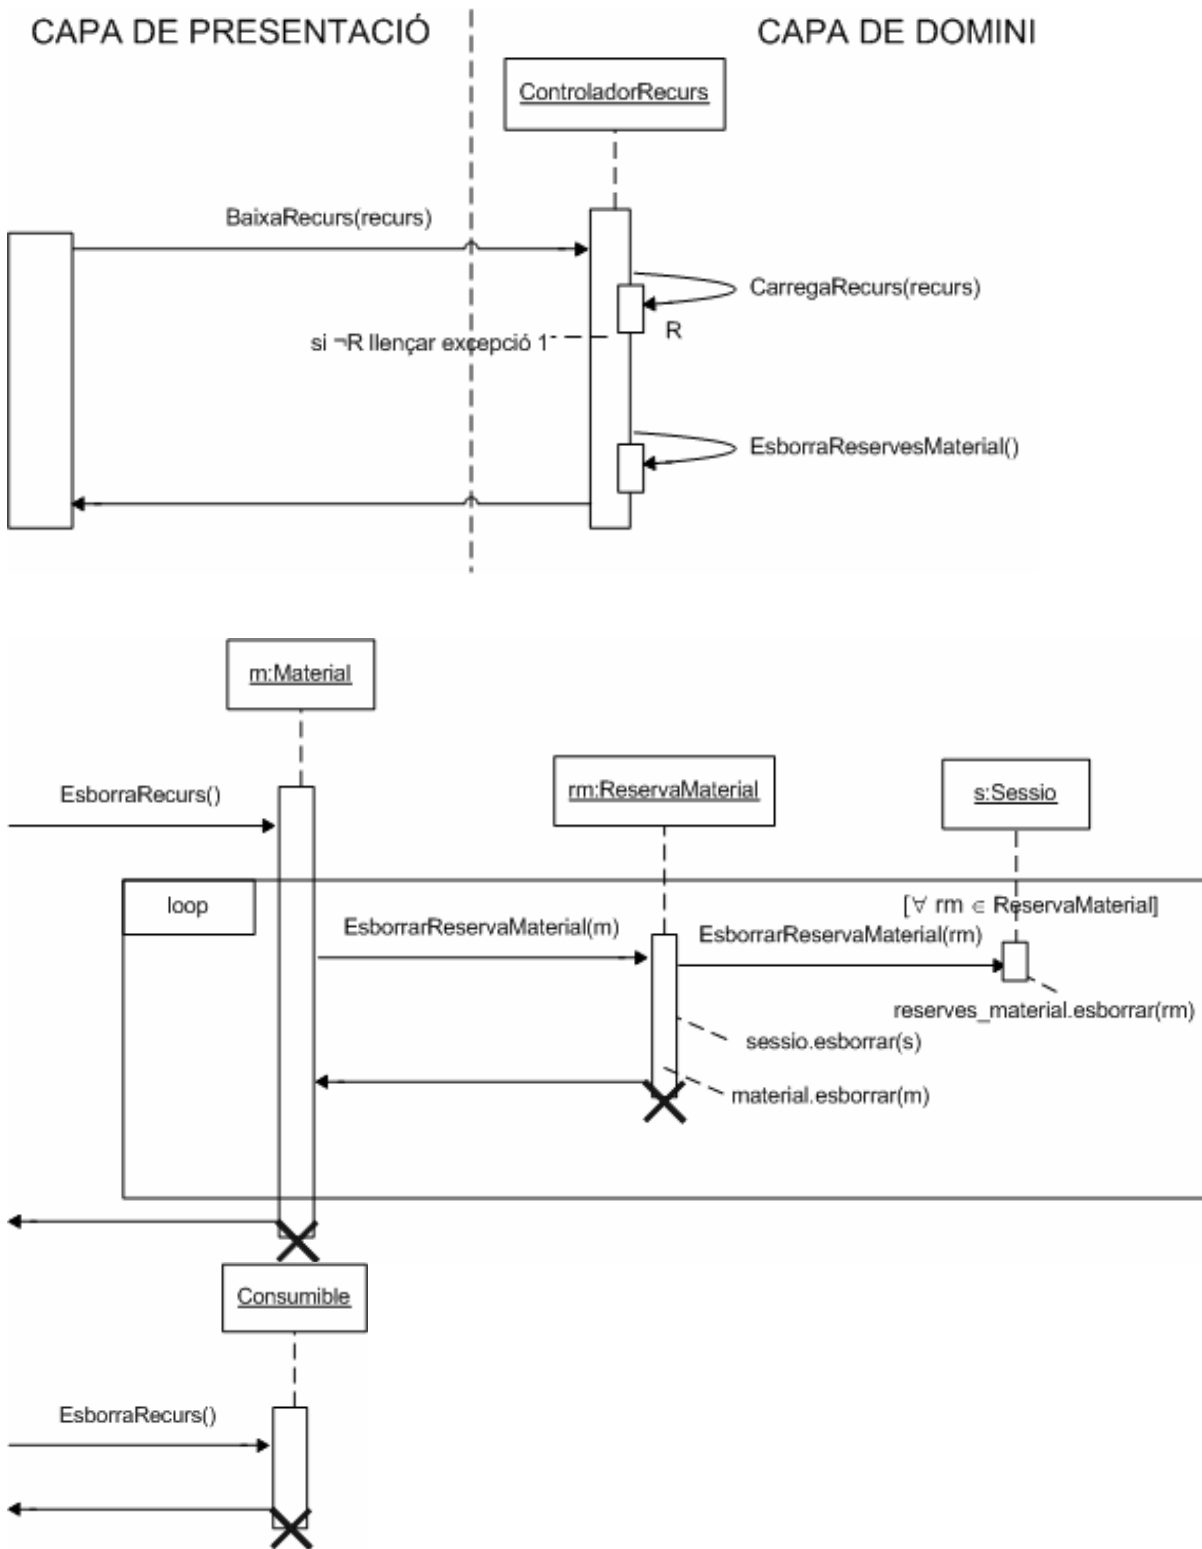 CAPA DE PRESENTACIÓ
CAPA DE DOMINI
ControladorRecurs
BaixaRecurs(recurs)
CarregaRecurs(recurs)
R
si ¬R llençar excepció 1
EsborraReservesMaterial()
m:Material
EsborraRecurs()
rm:ReservaMaterial
s:Sessio
loop
[∀ rm ∈ ReservaMaterial]
EsborrarReservaMaterial(m)
EsborrarReservaMaterial(rm)
reserves_material.esborrar(rm)
sessio.esborrar(s)
material.esborrar(m)
Consumible
EsborraRecurs()